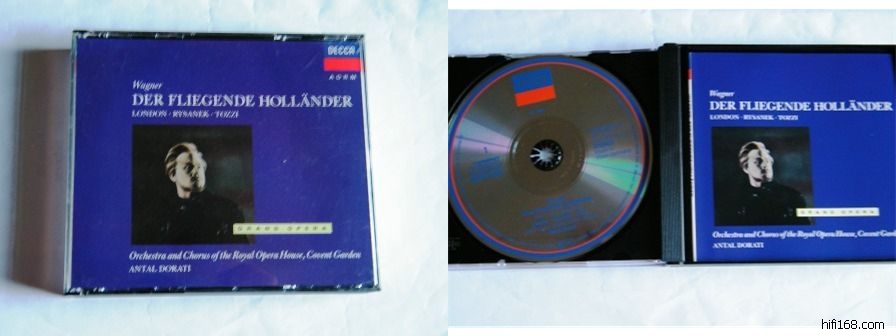 DECCA
Wagner
DER FLIEGENDE HOLLÄNDER
LONDON · RYSANEK · TOZZI
GRAND OPERA
Orchestra and Chorus of the Royal Opera House, Covent Garden
ANTAL DORATI
Wagner
DER FLIEGENDE HOLLÄNDER
LONDON · RYSANEK · TOZZI
GRAND OPERA
Orchestra and Chorus of the Royal Opera House, Covent Gard
ANTAL DORATI
hifi168.com